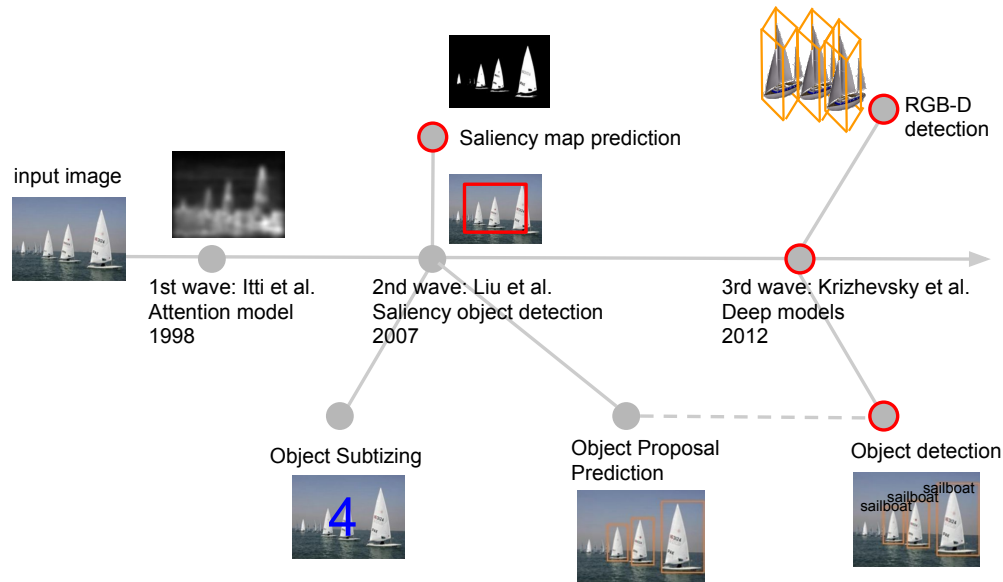 RGB-D
detection
Saliency map prediction
input image
1st wave: Itti et al.
Attention model
1998
2nd wave: Liu et al.
Saliency object detection
2007
3rd wave: Krizhevsky et al.
Deep models
2012
Object Subtizing
4
Object Proposal
Prediction
Object detection
sailboat
sailboat
sailboat